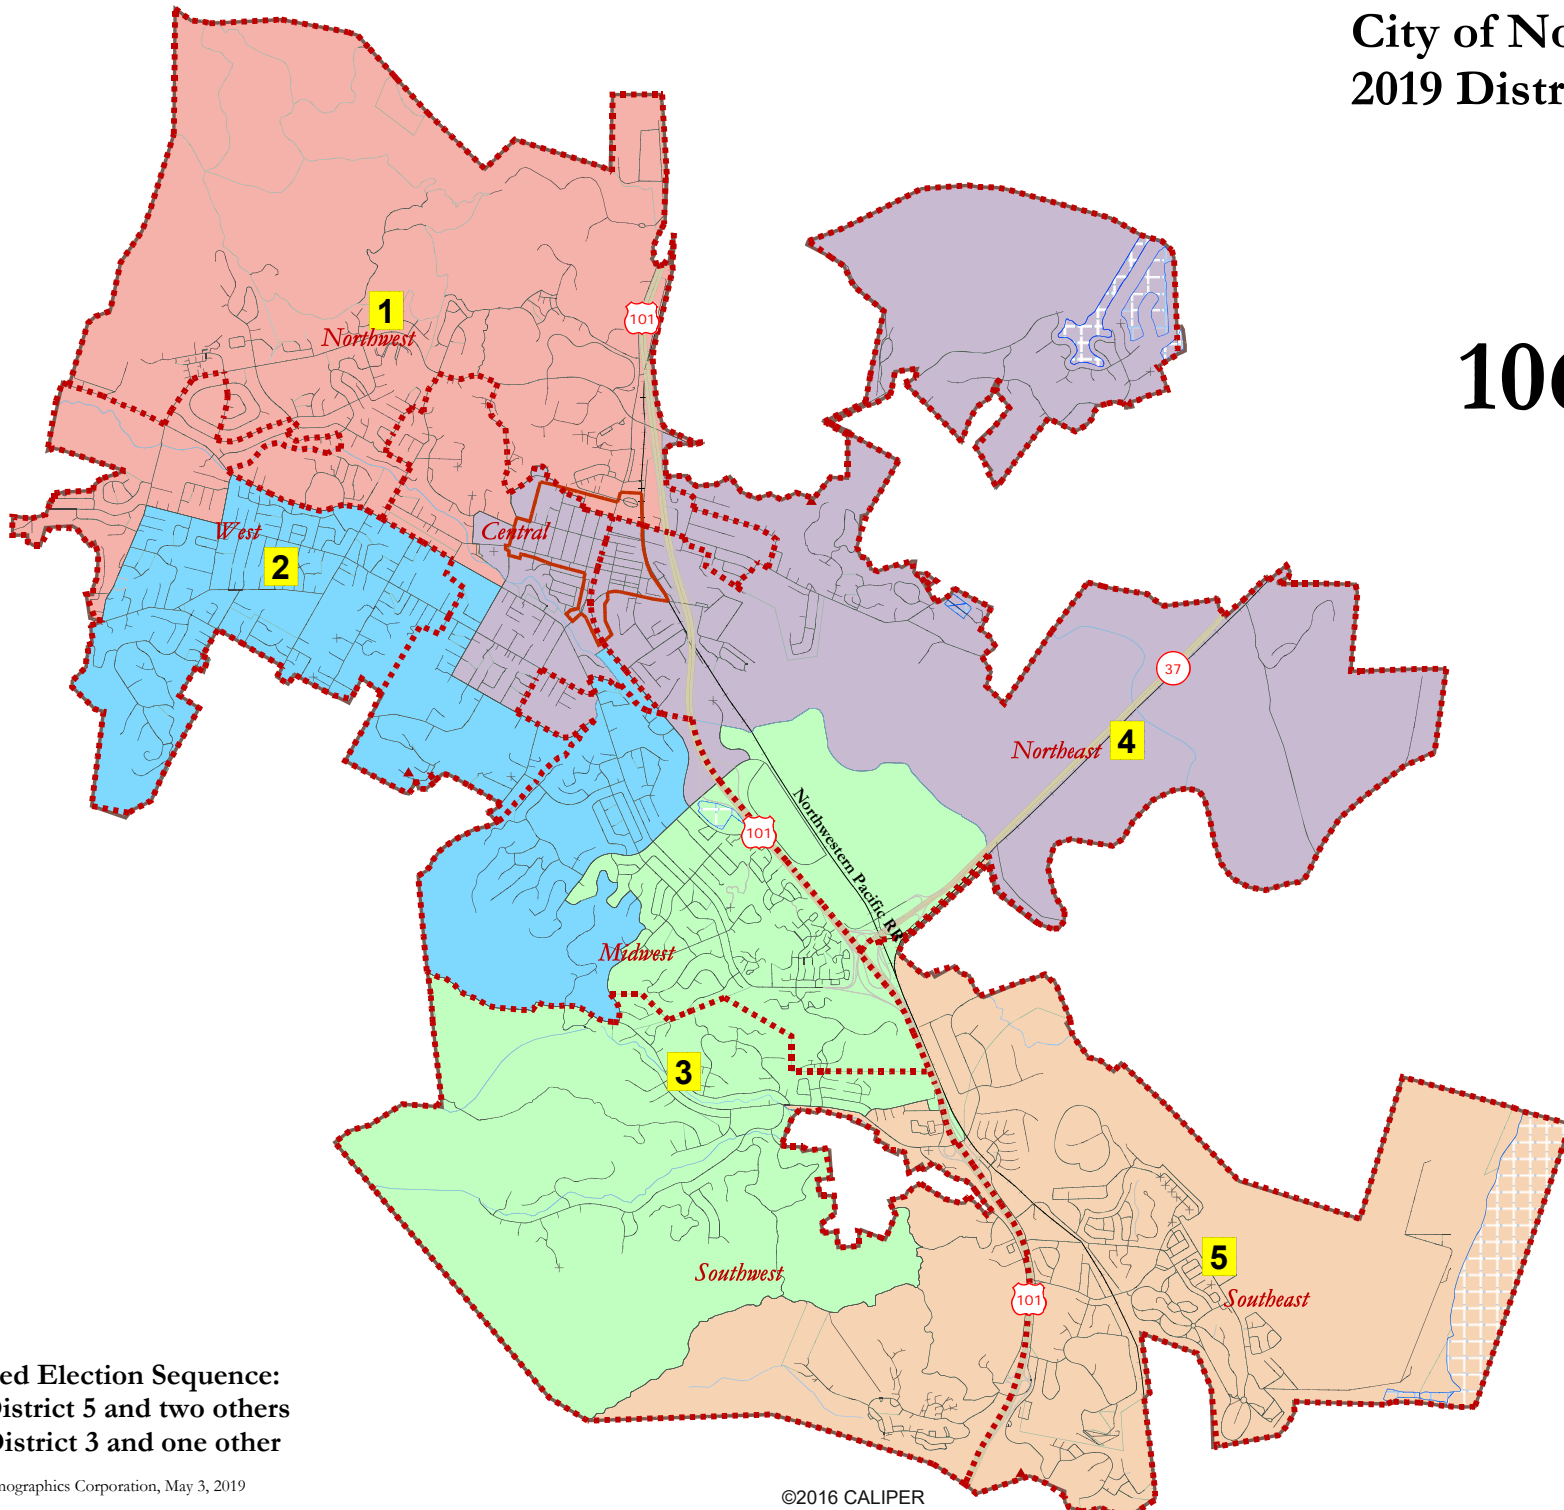 City of No
2019 Distr
106
1
Northwest
101
West
2
Central
37
Northeast
4
Northwestern Pacific RR
101
Midwest
3
5
Southwest
Southeast
101
ed Election Sequence:
District 5 and two others
District 3 and one other
nographics Corporation, May 3, 2019
©2016 CALIPER